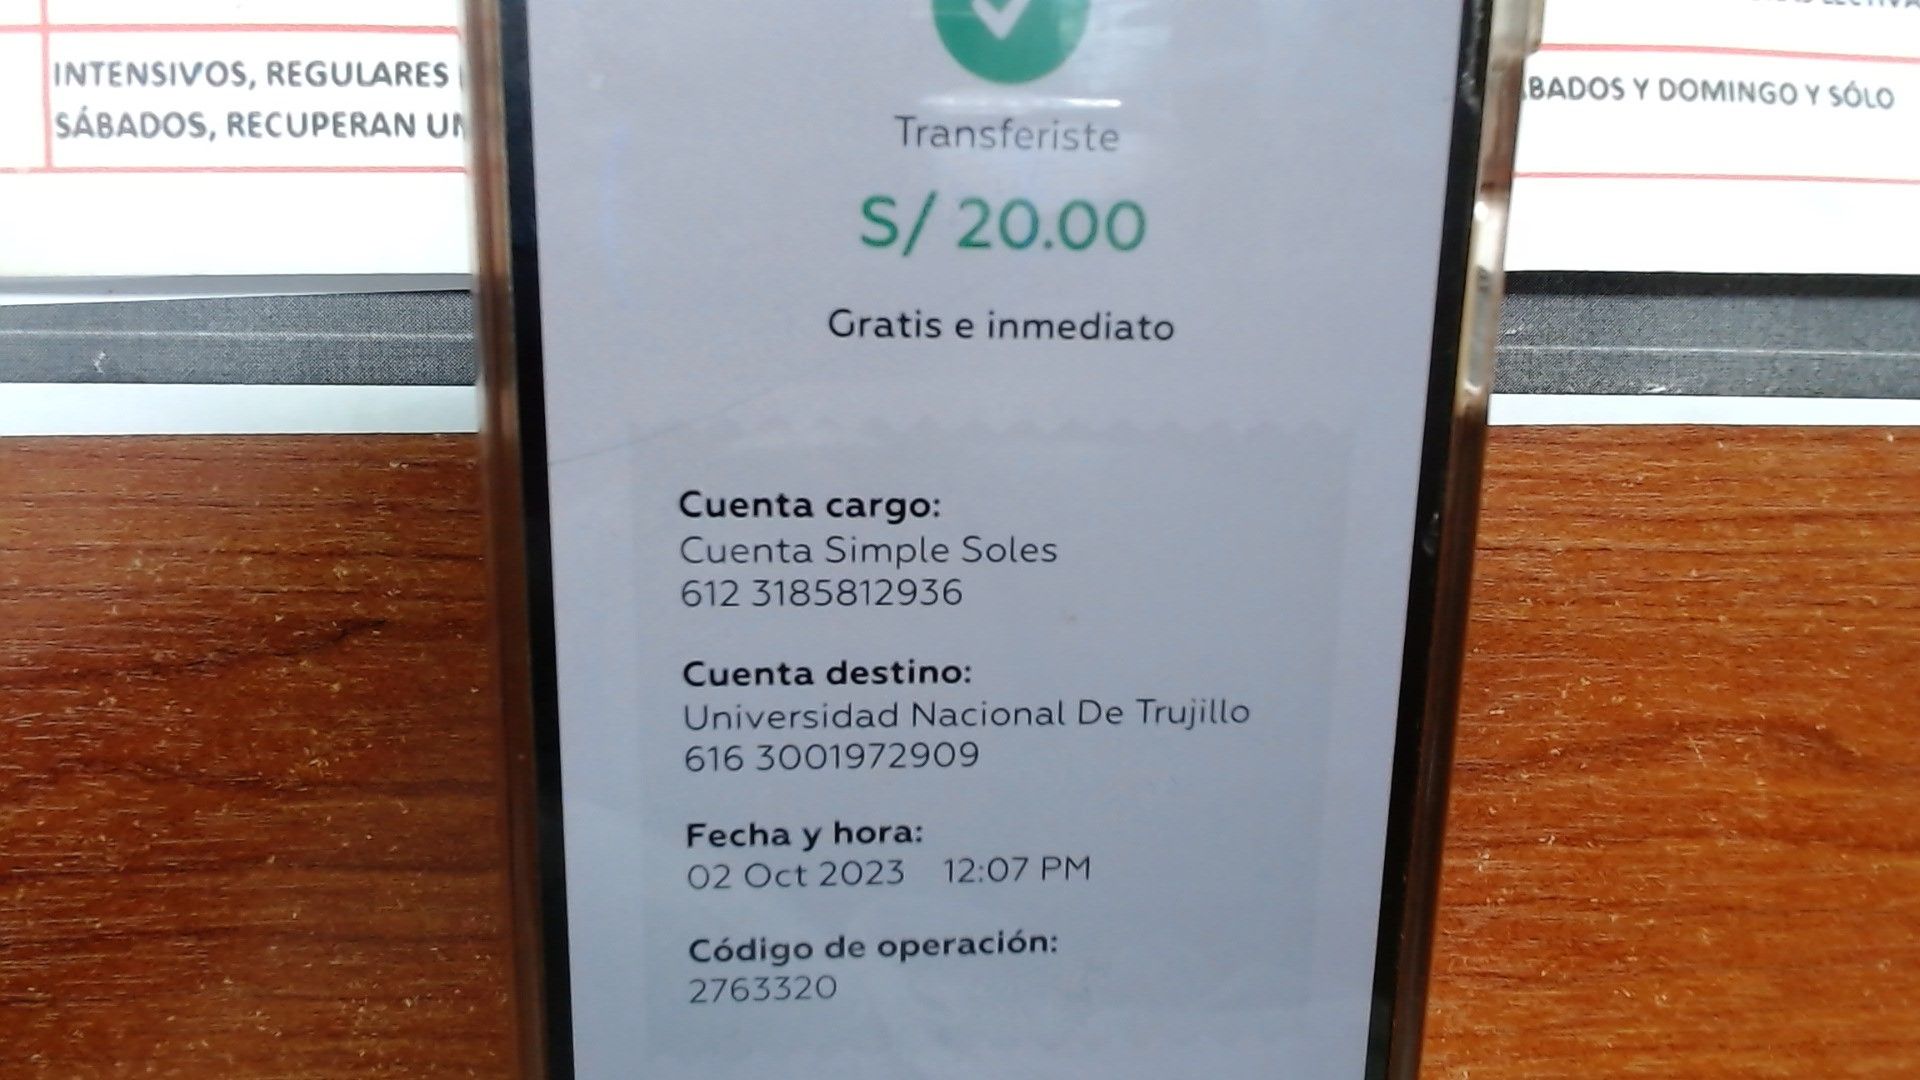 INTENSIVOS, REGULARES
SÁBADOS, RECUPERAN
BADOS Y DOMINGO Y SÓLO
Transferiste
S/ 20.00
Gratis e inmediato
Cuenta cargo:
Cuenta Simple Soles
612 3185812936
Cuenta destino:
Universidad Nacional De Trujillo
616 3001972909
Fecha y hora:
02 Oct 2023 12:07 PM
Código de operación:
2763320